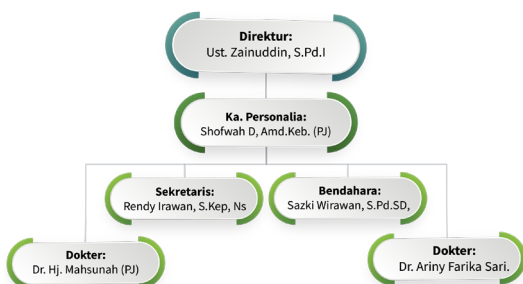 Direktur:
Ust. Zainuddin, S.Pd.I
Ka. Personalia:
Shofwah D, Amd.Keb. (PJ)
Sekretaris:
Rendy Irawan, S.Kep, Ns
Bendahara:
Sazki Wirawan, S.Pd.SD,
Dokter:
Dr. Hj. Mahsunah (PJ)
Dokter:
Dr. Ariny Farika Sari.